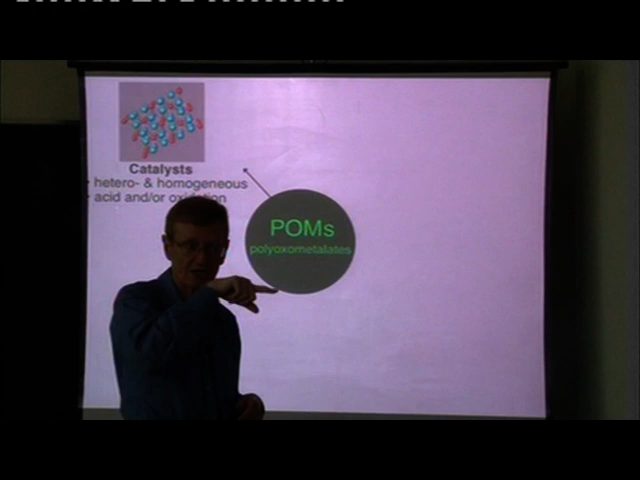 Catalysts
hetero- & homogeneous
acid and/or oxidation
POMs
polyoxometalates